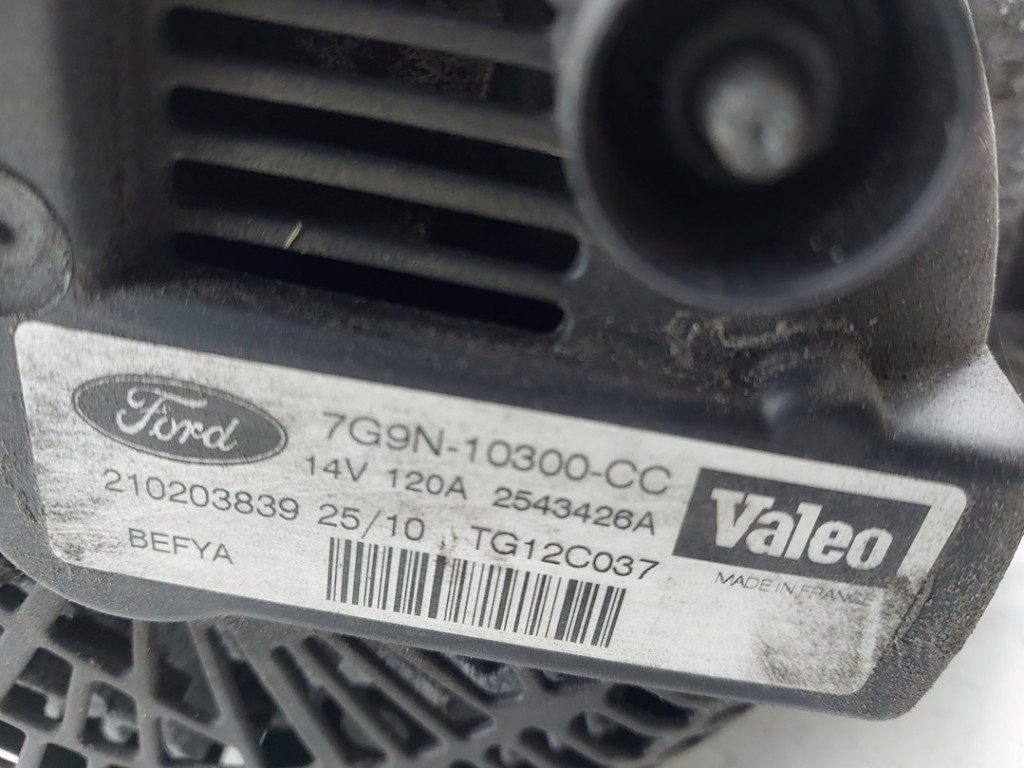 Ford
7G9N-10300-CC
14V 120A 2543426A
210203839 25/10 TG12C037
BEFYA
Valeo
MADE IN FRANCE